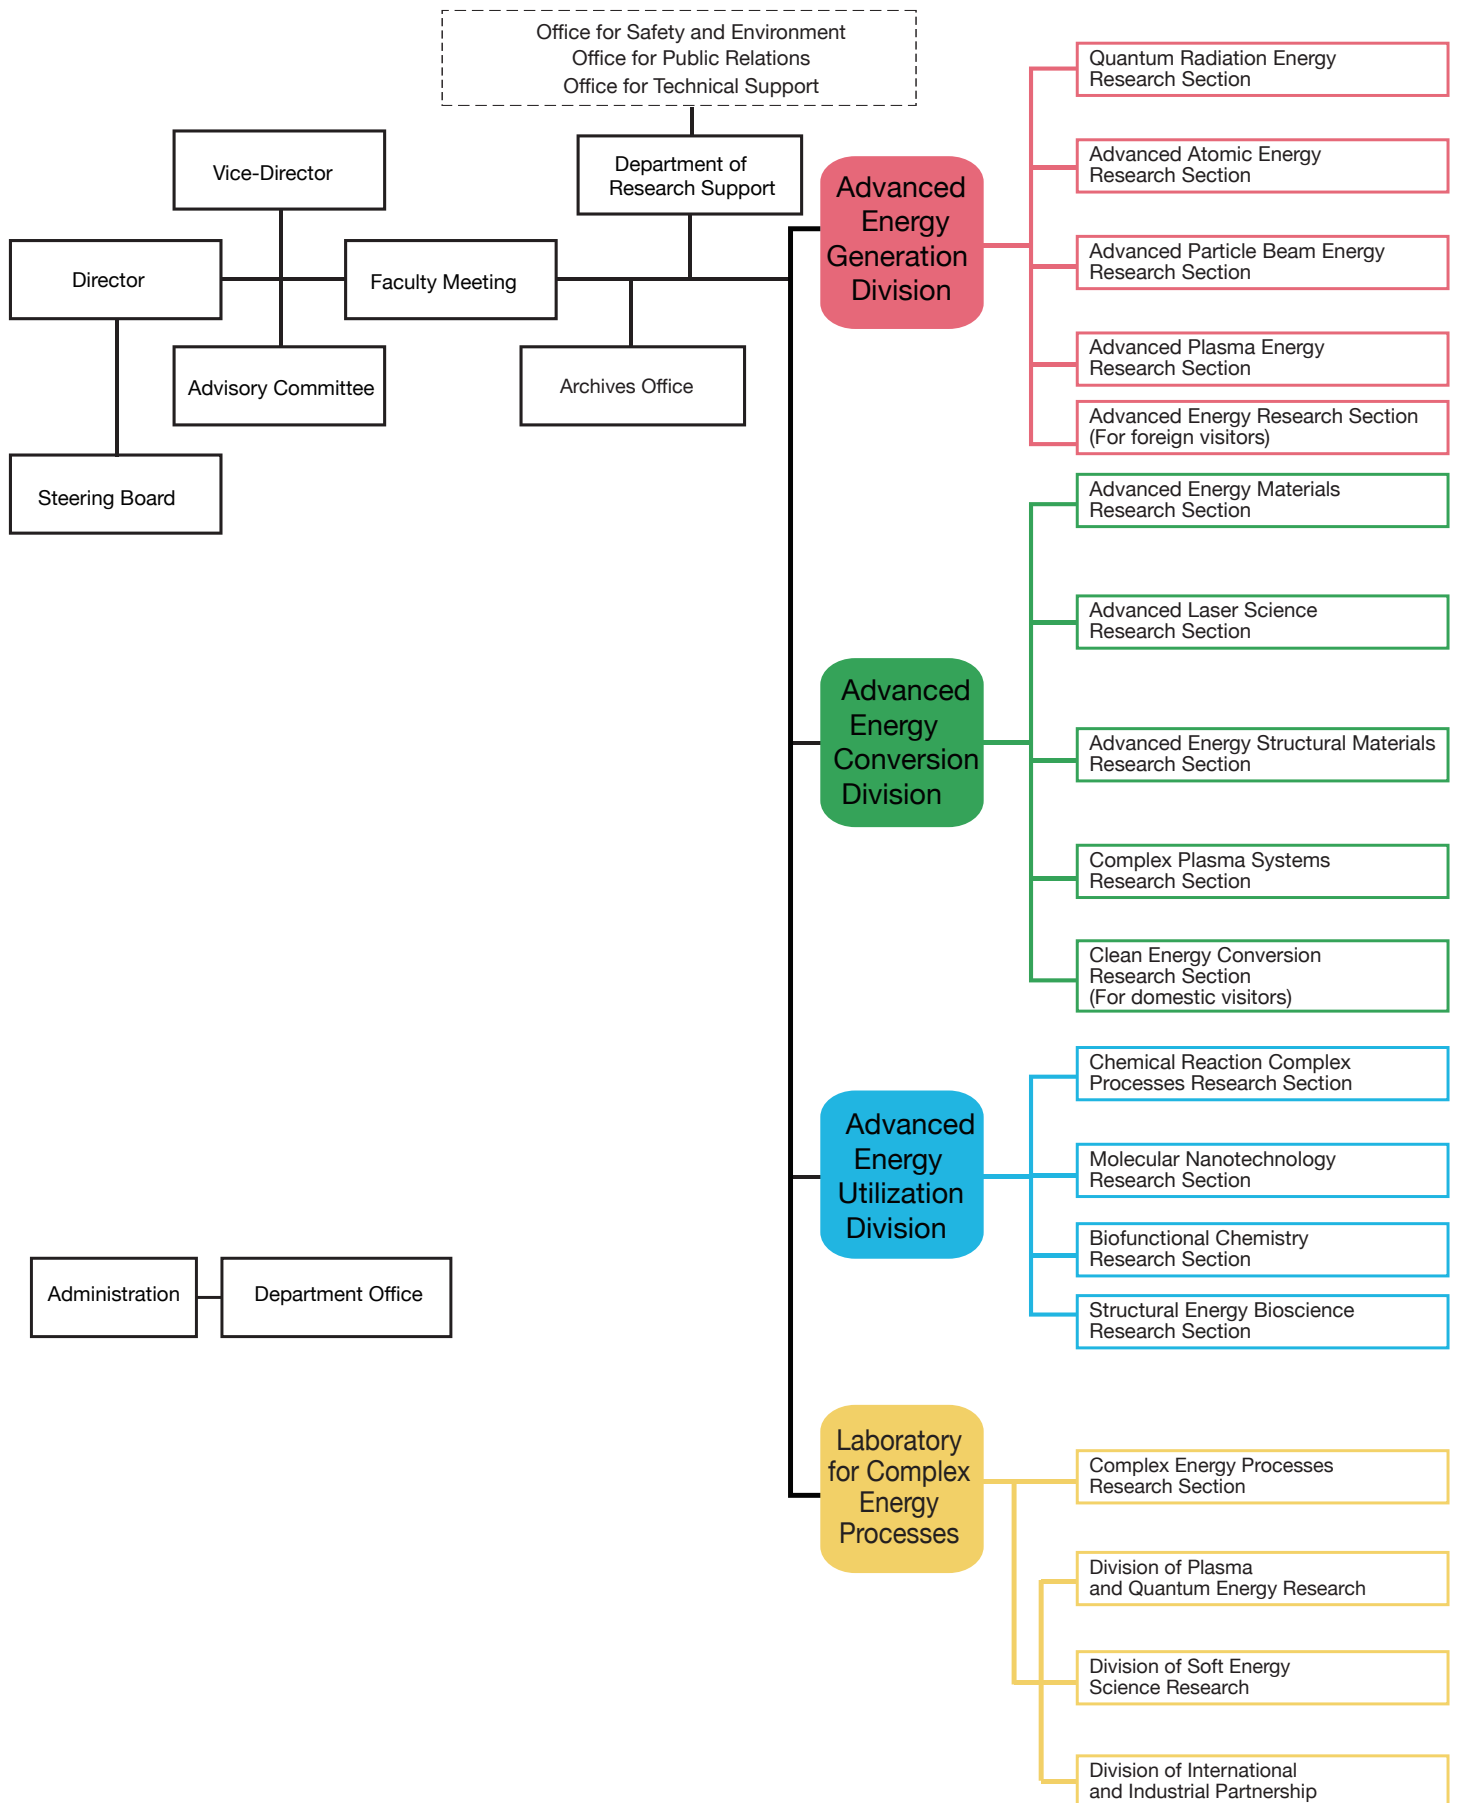 Office for Safety and Environment
Office for Public Relations
Office for Technical Support
Department of
Research Support
Vice-Director
Director
Faculty Meeting
Advisory Committee
Archives Office
Steering Board
Administration
Department Office
Advanced
Energy
Generation
Division
Quantum Radiation Energy
Research Section
Advanced Atomic Energy
Research Section
Advanced Particle Beam Energy
Research Section
Advanced Plasma Energy
Research Section
Advanced Energy Research Section
(For foreign visitors)
Advanced
Energy
Conversion
Division
Advanced Energy Materials
Research Section
Advanced Laser Science
Research Section
Advanced Energy Structural Materials
Research Section
Complex Plasma Systems
Research Section
Clean Energy Conversion
Research Section
(For domestic visitors)
Advanced
Energy
Utilization
Division
Chemical Reaction Complex
Processes Research Section
Molecular Nanotechnology
Research Section
Biofunctional Chemistry
Research Section
Structural Energy Bioscience
Research Section
Laboratory
for Complex
Energy
Processes
Complex Energy Processes
Research Section
Division of Plasma
and Quantum Energy Research
Division of Soft Energy
Science Research
Division of International
and Industrial Partnership